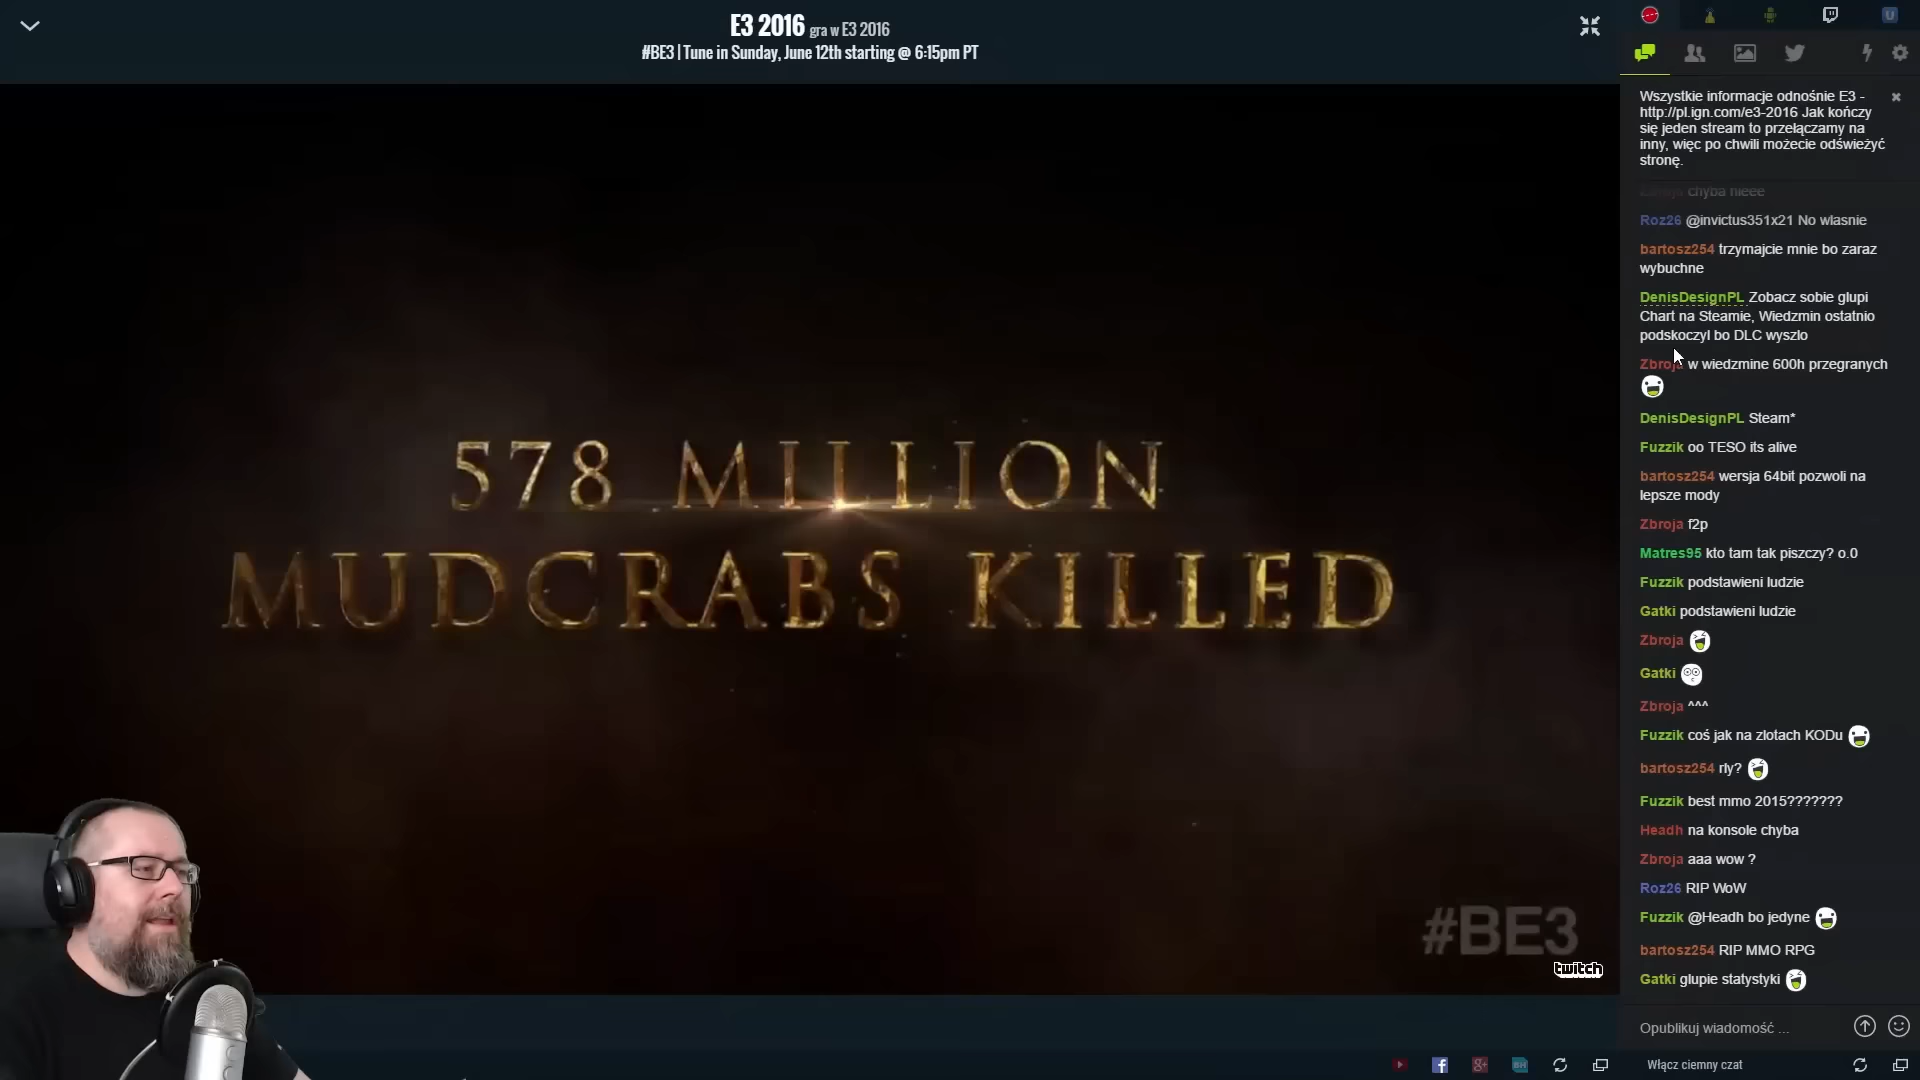 E3 2016 gra w E3 2016
#BE3 | Tune in Sunday, June 12th starting @ 6:15pm PT
578 MILLION
MUDCRABS KILLED
#BE3
twitch
Wszystkie informacje odnośnie E3 -
http://pl.ign.com/e3-2016 Jak kończy
się jeden stream to przełączamy na
inny, więc po chwili możecie odświeżyć
stronę.
Zbroja chyba nieee
Roz26 @invictus351x21 No wlasnie
bartosz254 trzymajcie mnie bo zaraz
wybuchne
DenisDesignPL Zobacz sobie glupi
Chart na Steamie, Wiedzmin ostatnio
podskoczyl bo DLC wyszlo
Zbroja w wiedzmine 600h przegranych
DenisDesignPL Steam*
Fuzzik oo TESO its alive
bartosz254 wersja 64bit pozwoli na
lepsze mody
Zbroja f2p
Matres95 kto tam tak piszczy? o.0
Fuzzik podstawieni ludzie
Gatki podstawieni ludzie
Zbroja
Gatki
Zbroja ^^^
Fuzzik coś jak na zlotach KODu
bartosz254 rly?
Fuzzik best mmo 2015???????
Headh na konsole chyba
Zbroja aaa wow ?
Roz26 RIP WoW
Fuzzik @Headh bo jedyne
bartosz254 RIP MMO RPG
Gatki glupie statystyki
Opublikuj wiadomość ...
Włącz ciemny czat